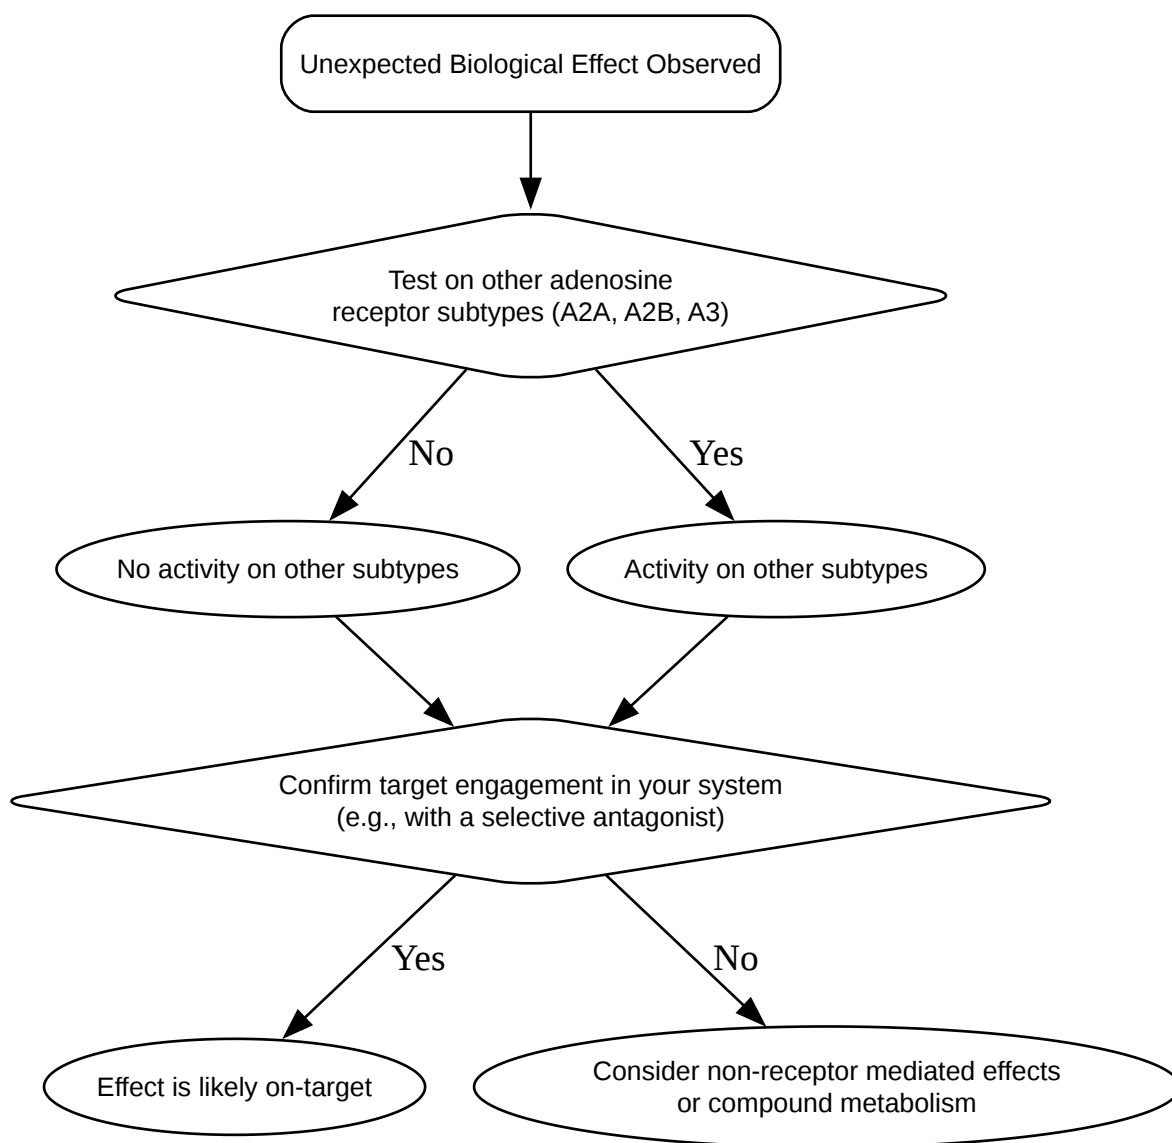 Unexpected Biological Effect Observed
Test on other adenosine
receptor subtypes (A2A, A2B, A3)
No
Yes
No activity on other subtypes
Activity on other subtypes
Confirm target engagement in your system
(e.g., with a selective antagonist)
Yes
No
Effect is likely on-target
Consider non-receptor mediated effects
or compound metabolism